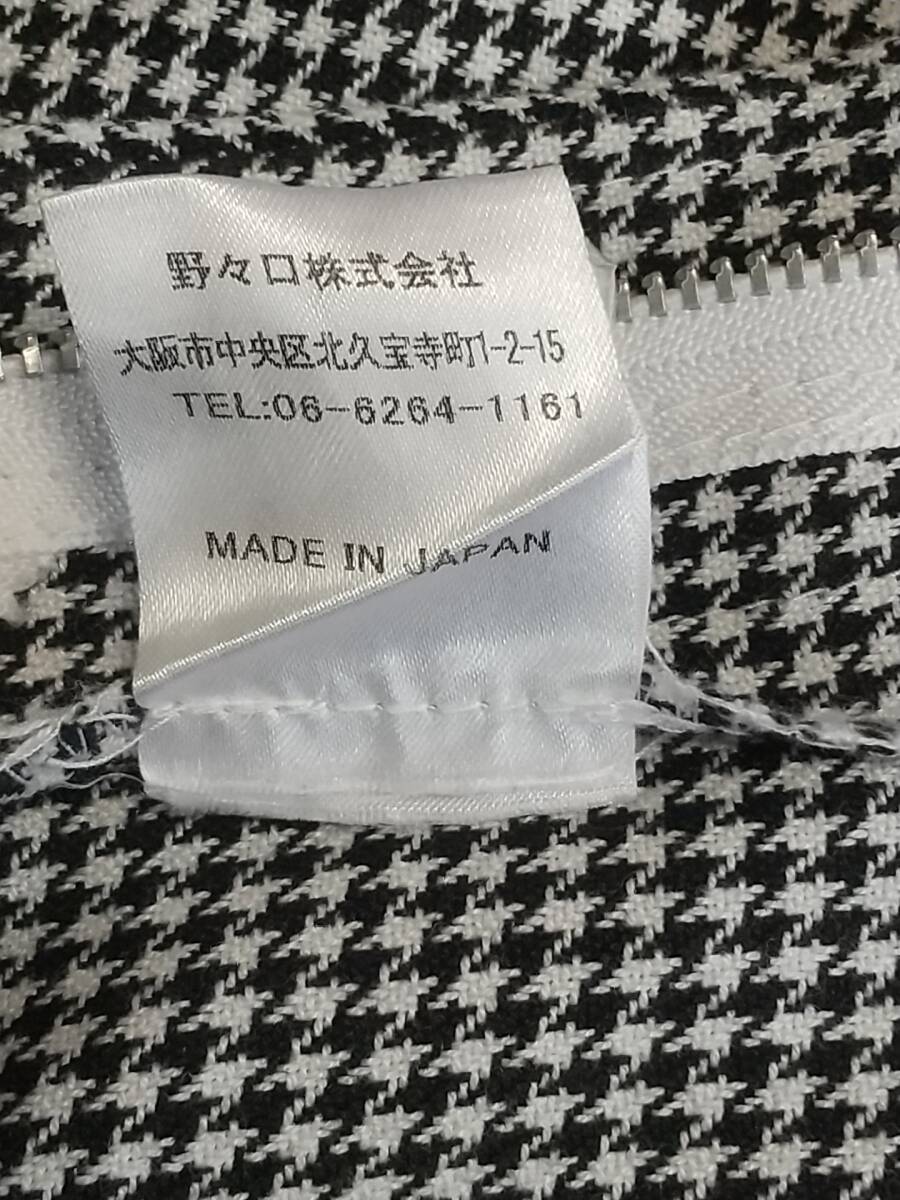 野々口株式会社
大阪市中央区北久宝寺町1-2-15
TEL:06-6264-1161
MADE IN JAPAN